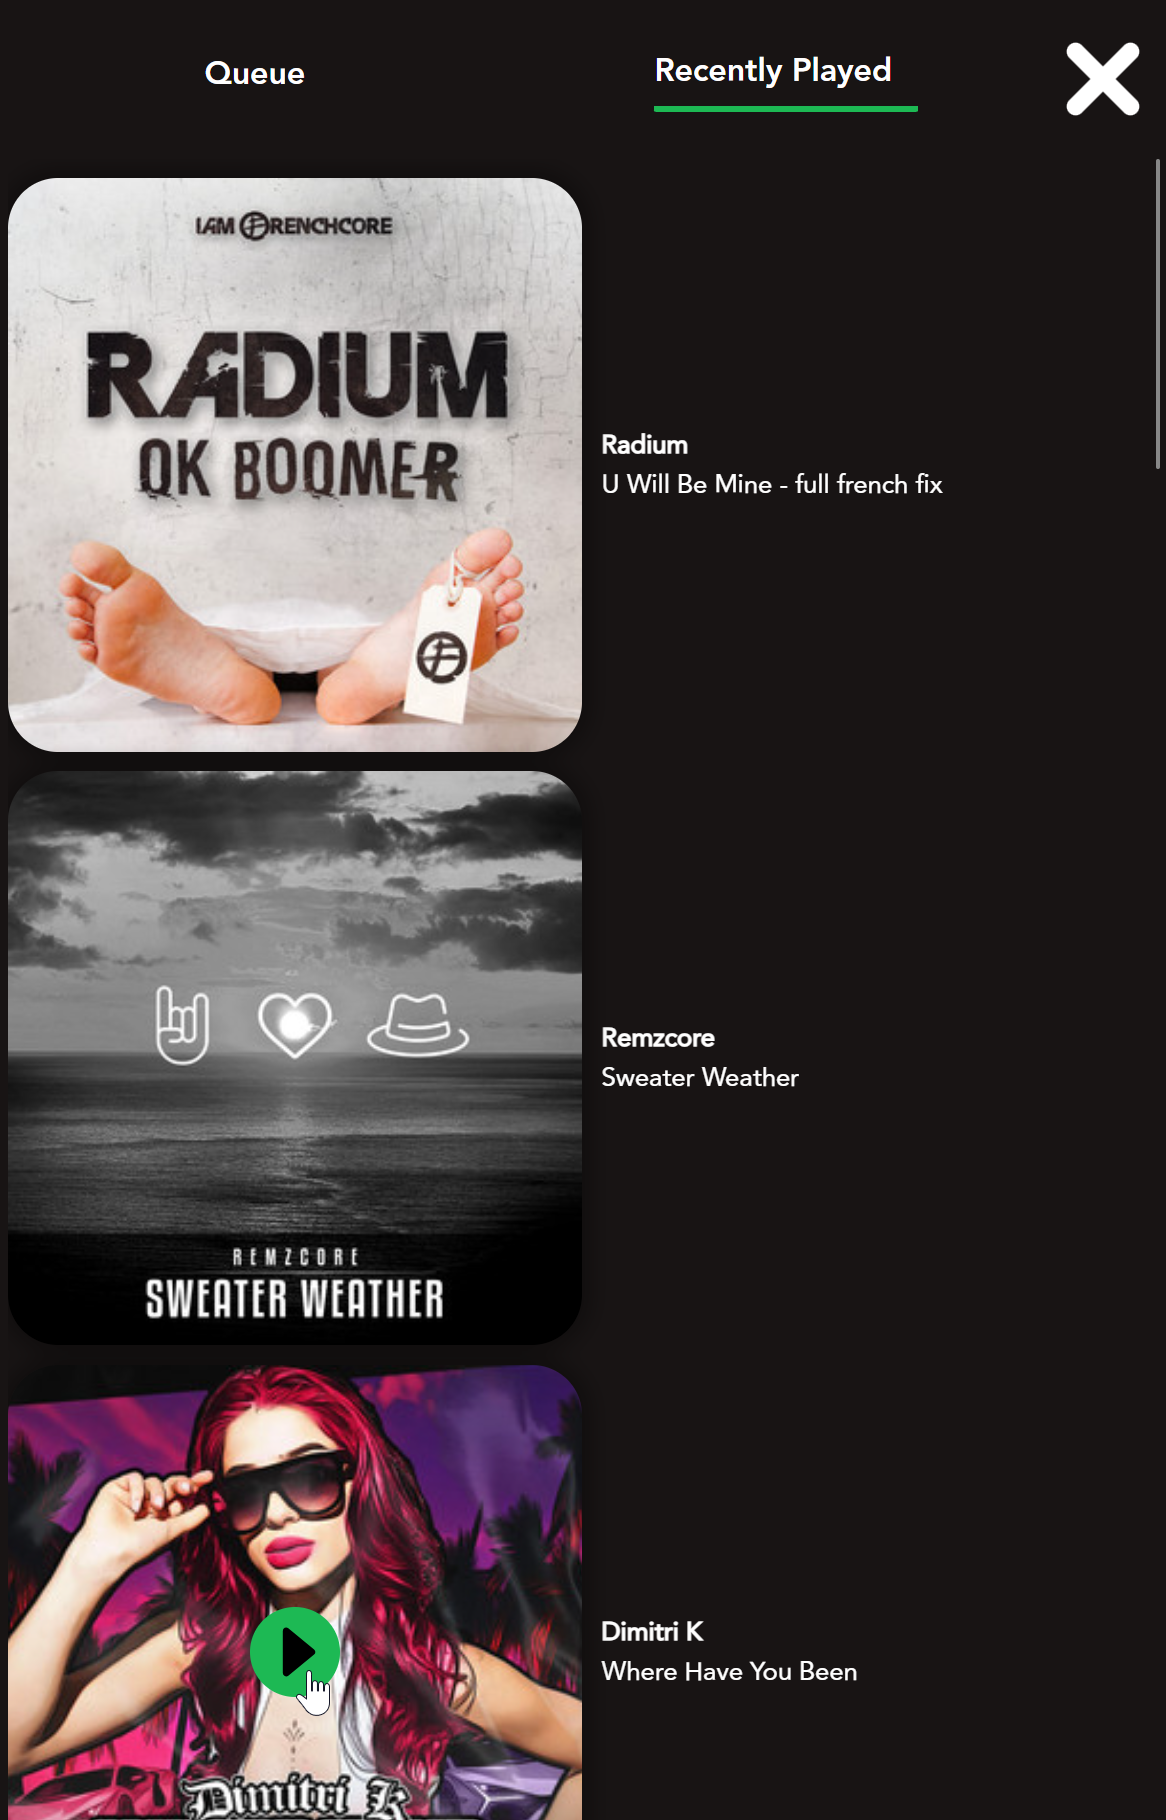 Queue
Recently Played
IAM FRENCHCORE
RADIUM
OK BOOMER
F
Radium
U Will Be Mine - full french fix
REMZCORE
SWEATER WEATHER
Remzcore
Sweater Weather
Dimitri K
Dimitri K
Where Have You Been